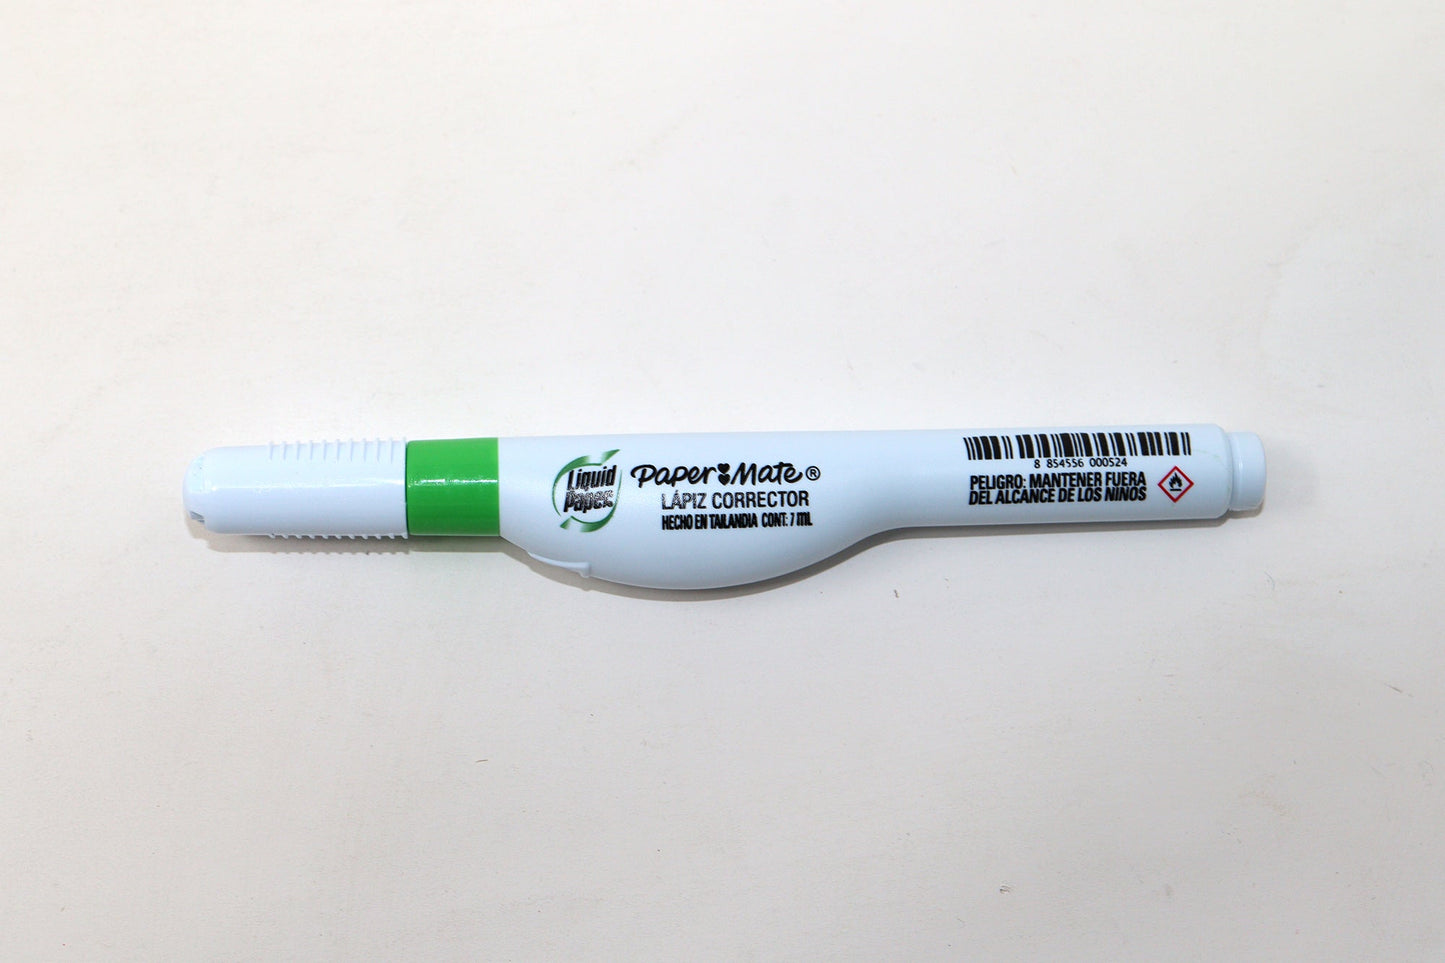 Liquid
Paper
Paper Mate®
LÁPIZ CORRECTOR
HECHO EN TAILANDIA CONT: 7 ML
8 854556 000524
PELIGRO: MANTENER FUERA
DEL ALCANCE DE LOS NIÑOS